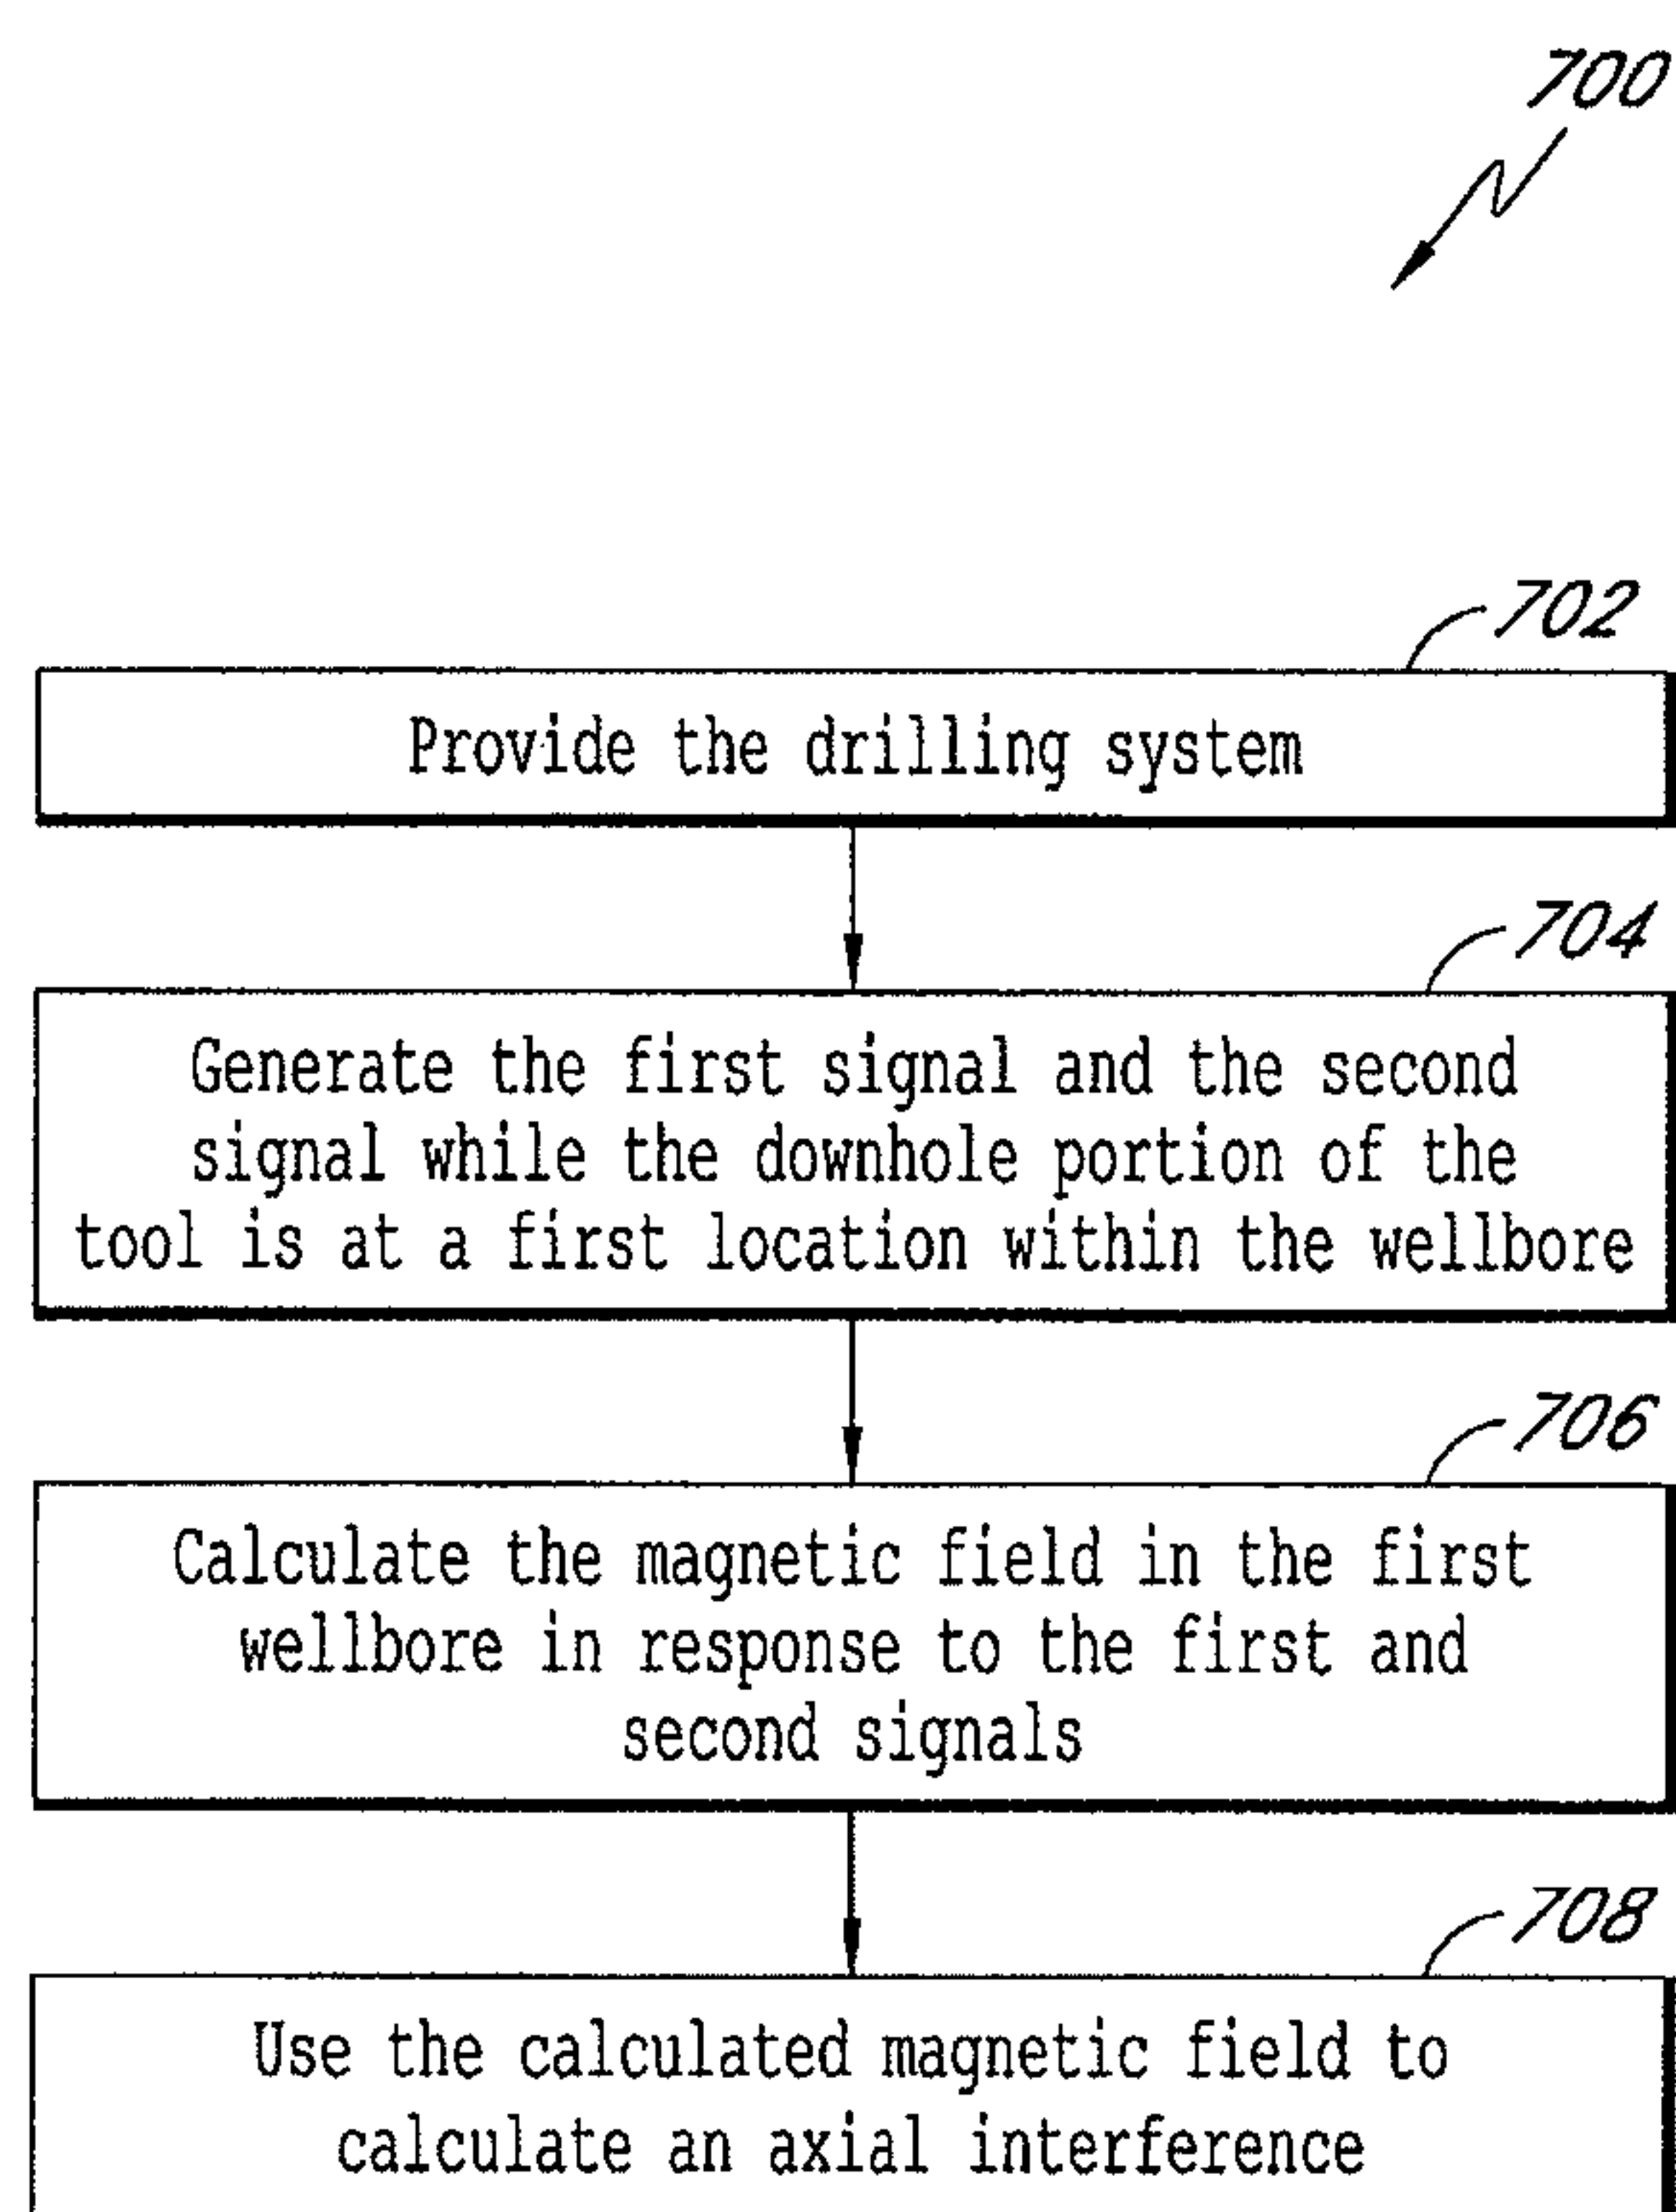 700
702
Provide the drilling system
704
Generate the first signal and the second
signal while the downhole portion of the
tool is at a first location within the wellbore
706
Calculate the magnetic field in the first
wellbore in response to the first and
second signals
708
Use the calculated magnetic field to
calculate an axial interference